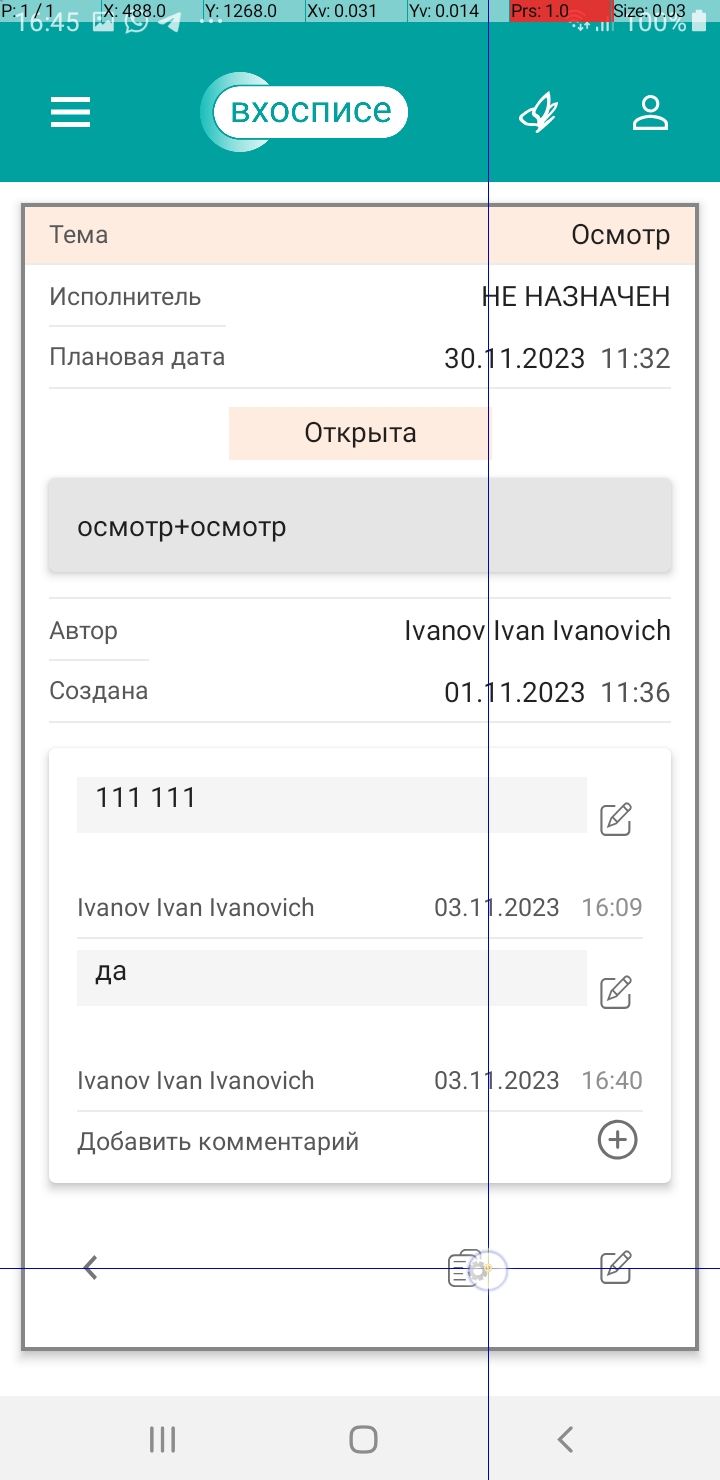 P: 1 / 1 X: 488.0 Y: 1268.0 Xv: 0.031 Yv: 0.014 Prs: 1.0 Size: 0.03
16:45 100%
вхосписе
Тема Осмотр
Исполнитель НЕ НАЗНАЧЕН
Плановая дата 30.11.2023 11:32
Открыта
осмотр+осмотр
Автор Ivanov Ivan Ivanovich
Создана 01.11.2023 11:36
111 111
Ivanov Ivan Ivanovich 03.11.2023 16:09
да
Ivanov Ivan Ivanovich 03.11.2023 16:40
Добавить комментарий